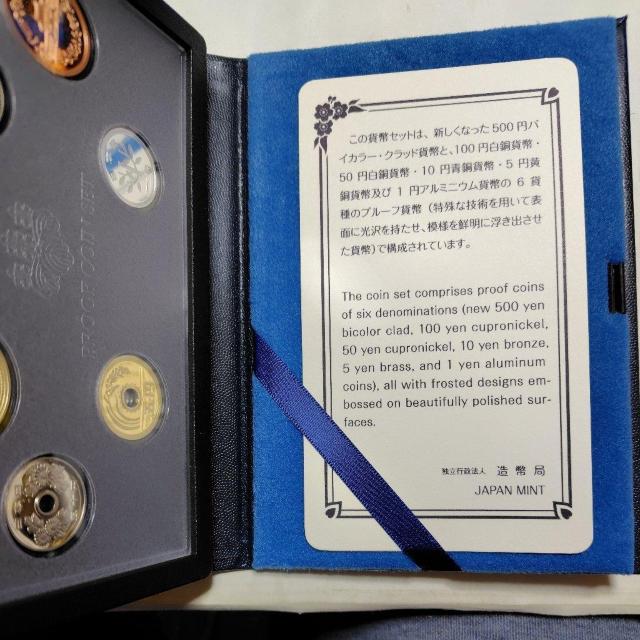 PROOF COIN SET
この貨幣セットは、新しくなった500円バ
イカラー・クラッド貨幣と、100円白銅貨幣・
50円白銅貨幣・10円青銅貨幣・5円黄
銅貨幣及び1円アルミニウム貨幣の6貨
種のプルーフ貨幣（特殊な技術を用いて表
面に光沢を持たせ、模様を鮮明に浮き出させ
た貨幣）で構成されています。
The coin set comprises proof coins
of six denominations (new 500 yen
bicolor clad, 100 yen cupronickel,
50 yen cupronickel, 10 yen bronze,
5 yen brass, and 1 yen aluminum
coins), all with frosted designs em-
bossed on beautifully polished sur-
faces.
独立行政法人 造幣局
JAPAN MINT